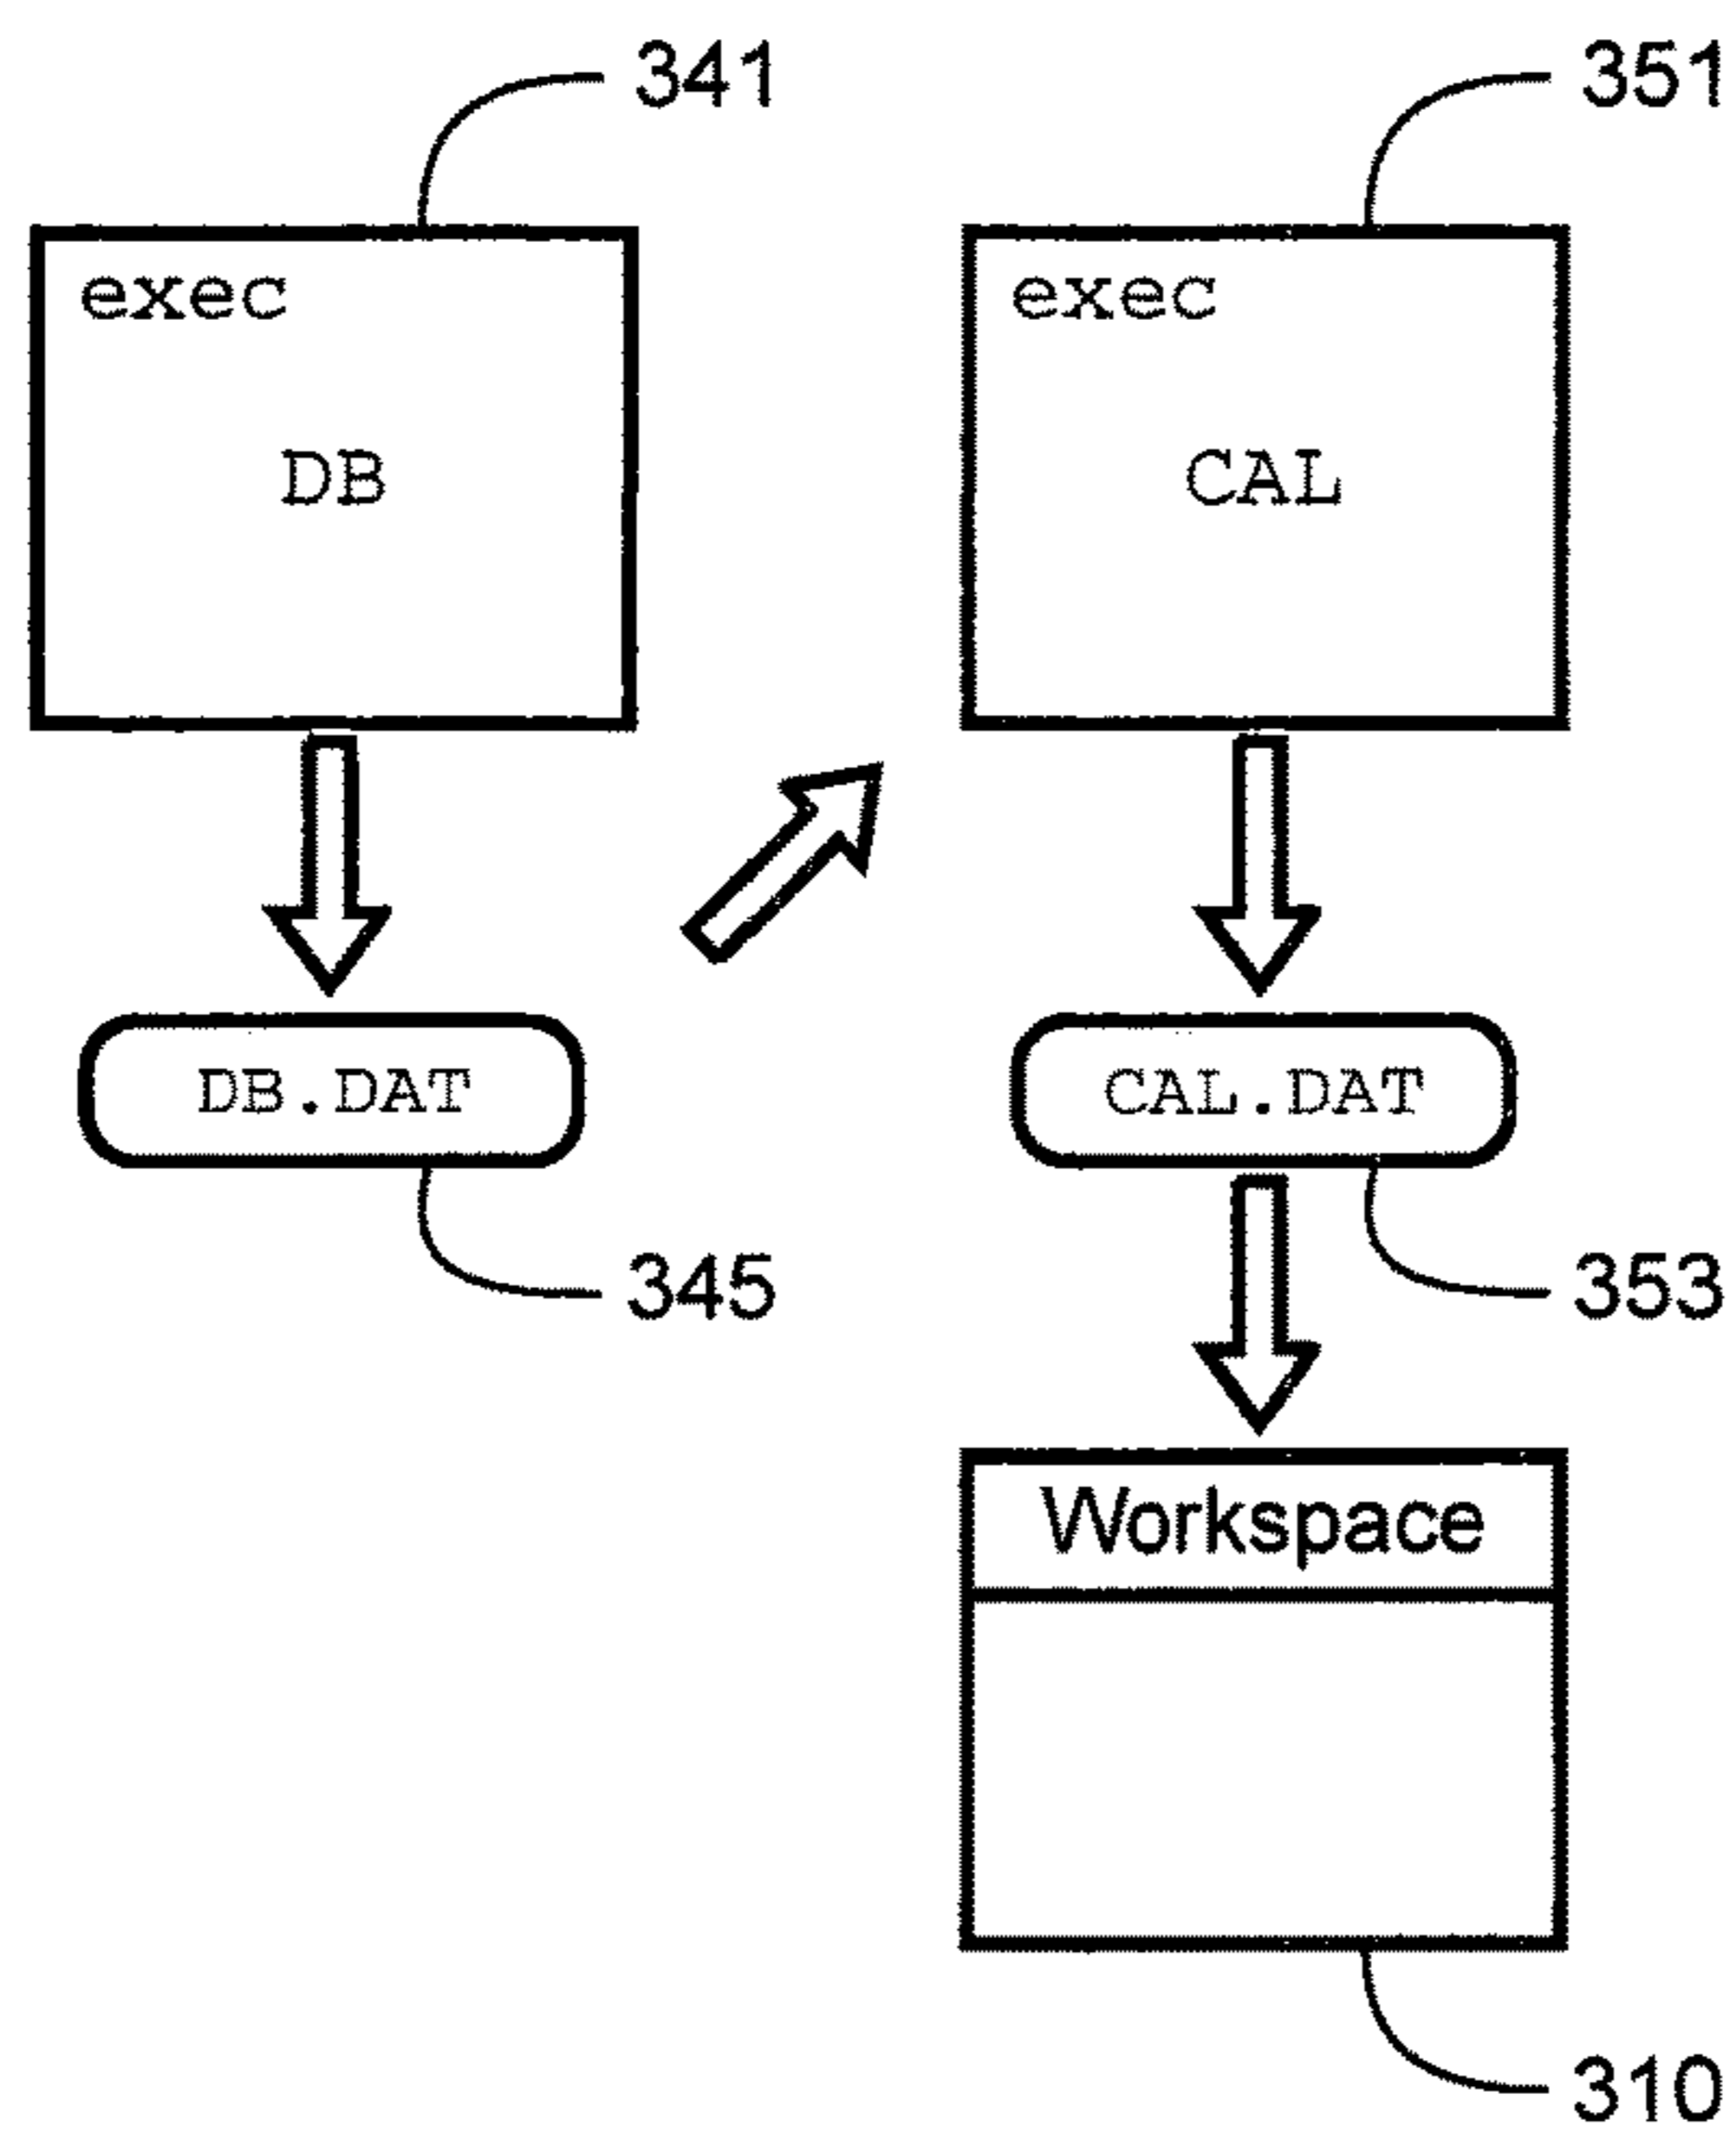 341
351
exec
exec
DB
CAL
DB.DAT
CAL.DAT
345
353
Workspace
310